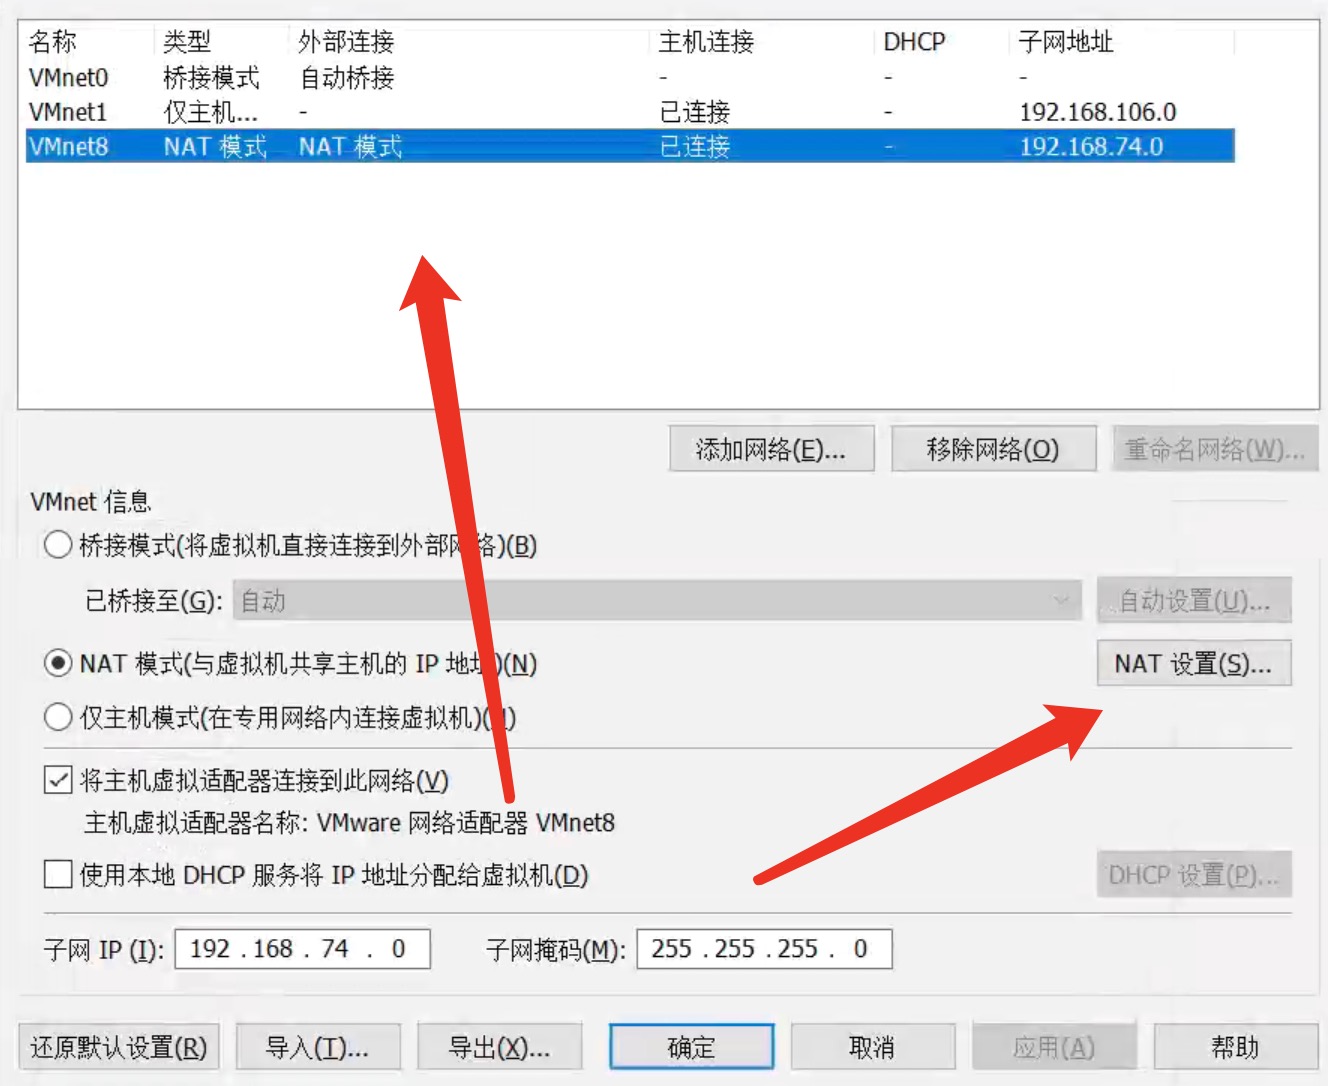 名称 类型 外部连接 主机连接 DHCP 子网地址
VMnet0 桥接模式 自动桥接 - - -
VMnet1 仅主机... - 已连接 - 192.168.106.0
VMnet8 NAT 模式 NAT 模式 已连接 - 192.168.74.0
添加网络(E)... 移除网络(O) 重命名网络(W)...
VMnet 信息
桥接模式(将虚拟机直接连接到外部网络)(B)
已桥接至(G): 自动 自动设置(U)...
NAT 模式(与虚拟机共享主机的 IP 地址)(N) NAT 设置(S)...
仅主机模式(在专用网络内连接虚拟机)
将主机虚拟适配器连接到此网络(V)
主机虚拟适配器名称: VMware 网络适配器 VMnet8
使用本地 DHCP 服务将 IP 地址分配给虚拟机(D) DHCP 设置(P)...
子网 IP (I): 192 . 168 . 74 . 0 子网掩码(M): 255 . 255 . 255 . 0
还原默认设置(R) 导入(T)... 导出(X)... 确定 取消 应用(A) 帮助